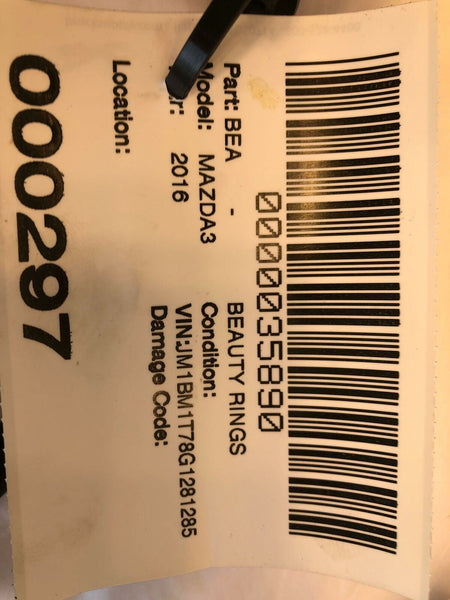 0000035890
Part: BEA - BEAUTY RINGS
Model: MAZDA3 Condition:
2016 VIN:JM1BM1T78G1281285
Damage Code:
Location:
000297